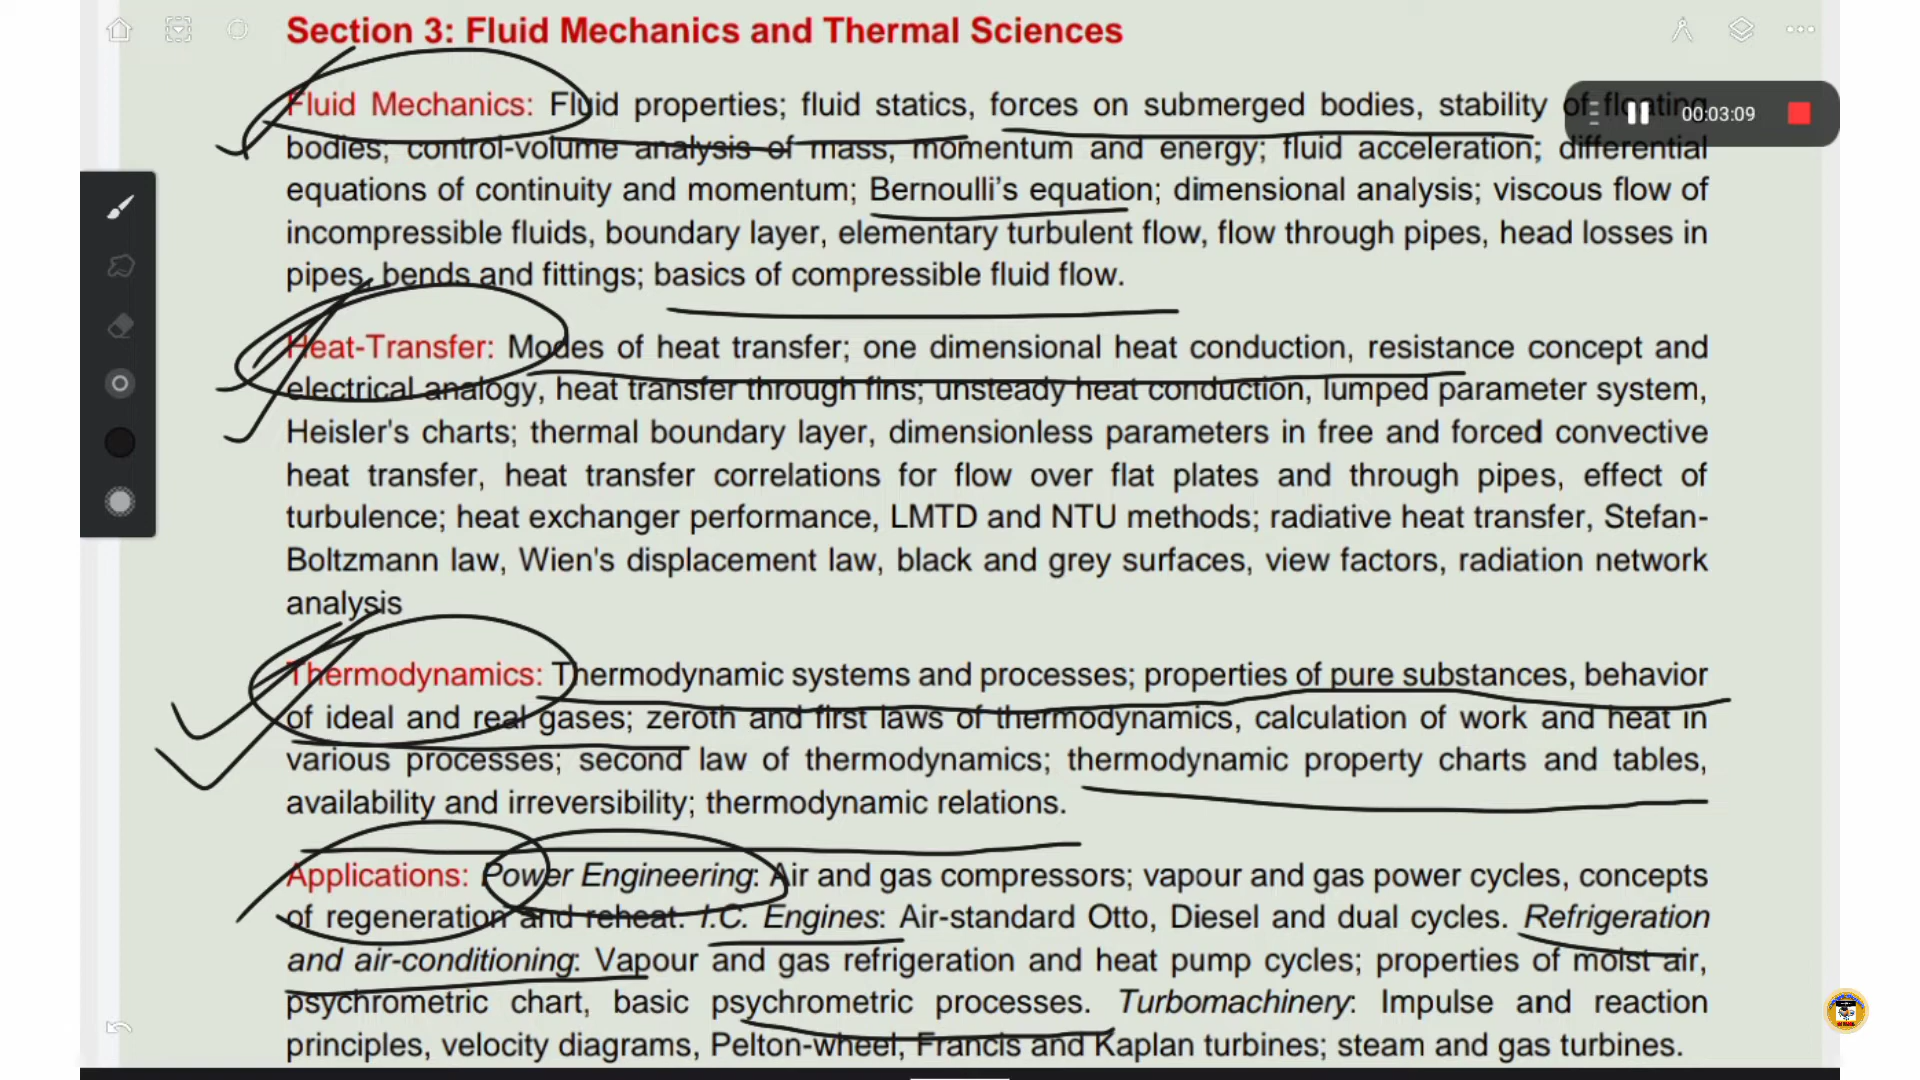 Section 3: Fluid Mechanics and Thermal Sciences
Fluid Mechanics: Fluid properties; fluid statics, forces on submerged bodies, stability of floating
00:03:09
bodies; control-volume analysis of mass, momentum and energy; fluid acceleration; differential
equations of continuity and momentum; Bernoulli's equation; dimensional analysis; viscous flow of
incompressible fluids, boundary layer, elementary turbulent flow, flow through pipes, head losses in
pipes, bends and fittings; basics of compressible fluid flow.
Heat-Transfer: Modes of heat transfer; one dimensional heat conduction, resistance concept and
electrical analogy, heat transfer through fins; unsteady heat conduction, lumped parameter system,
Heisler's charts; thermal boundary layer, dimensionless parameters in free and forced convective
heat transfer, heat transfer correlations for flow over flat plates and through pipes, effect of
turbulence; heat exchanger performance, LMTD and NTU methods; radiative heat transfer, Stefan-
Boltzmann law, Wien's displacement law, black and grey surfaces, view factors, radiation network
analysis
Thermodynamics: Thermodynamic systems and processes; properties of pure substances, behavior
of ideal and real gases; zeroth and first laws of thermodynamics, calculation of work and heat in
various processes; second law of thermodynamics; thermodynamic property charts and tables,
availability and irreversibility; thermodynamic relations.
Applications: Power Engineering: Air and gas compressors; vapour and gas power cycles, concepts
of regeneration and reheat. I.C. Engines: Air-standard Otto, Diesel and dual cycles. Refrigeration
and air-conditioning: Vapour and gas refrigeration and heat pump cycles; properties of moist air,
psychrometric chart, basic psychrometric processes. Turbomachinery: Impulse and reaction
principles, velocity diagrams, Pelton-wheel, Francis and Kaplan turbines; steam and gas turbines.